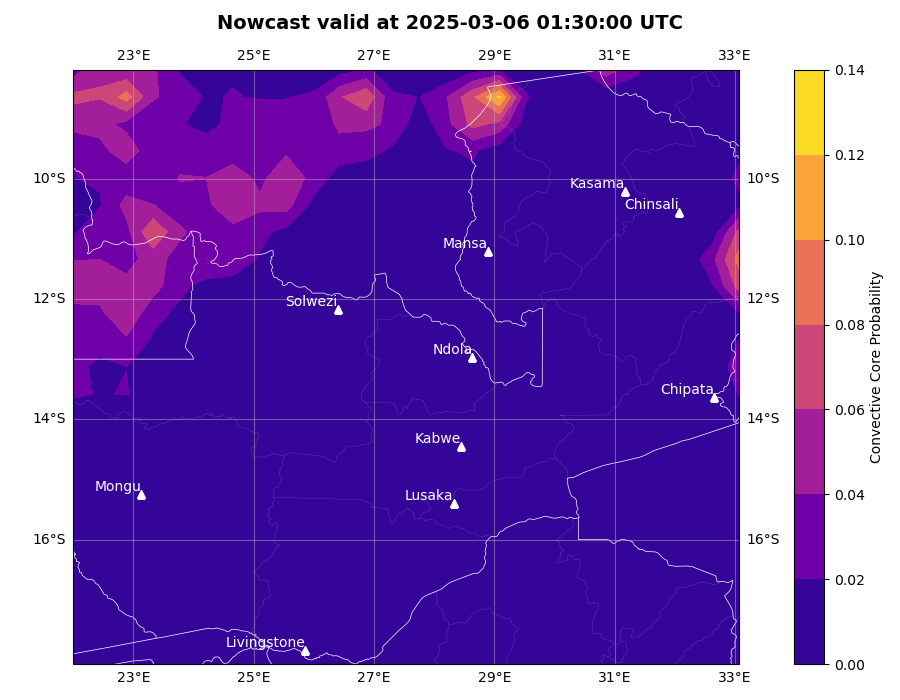 Nowcast valid at 2025-03-06 01:30:00 UTC
23°E 25°E 27°E 29°E 31°E 33°E
0.14
0.12
10°S 10°S
Kasama
Chinsali
0.10
Mansa
12°S 12°S
Solwezi
0.08
Ndola
Convective Core Probability
Chipata
0.06
14°S 14°S
Kabwe
Mongu
Lusaka
0.04
16°S 16°S
0.02
Livingstone
0.00
23°E 25°E 27°E 29°E 31°E 33°E